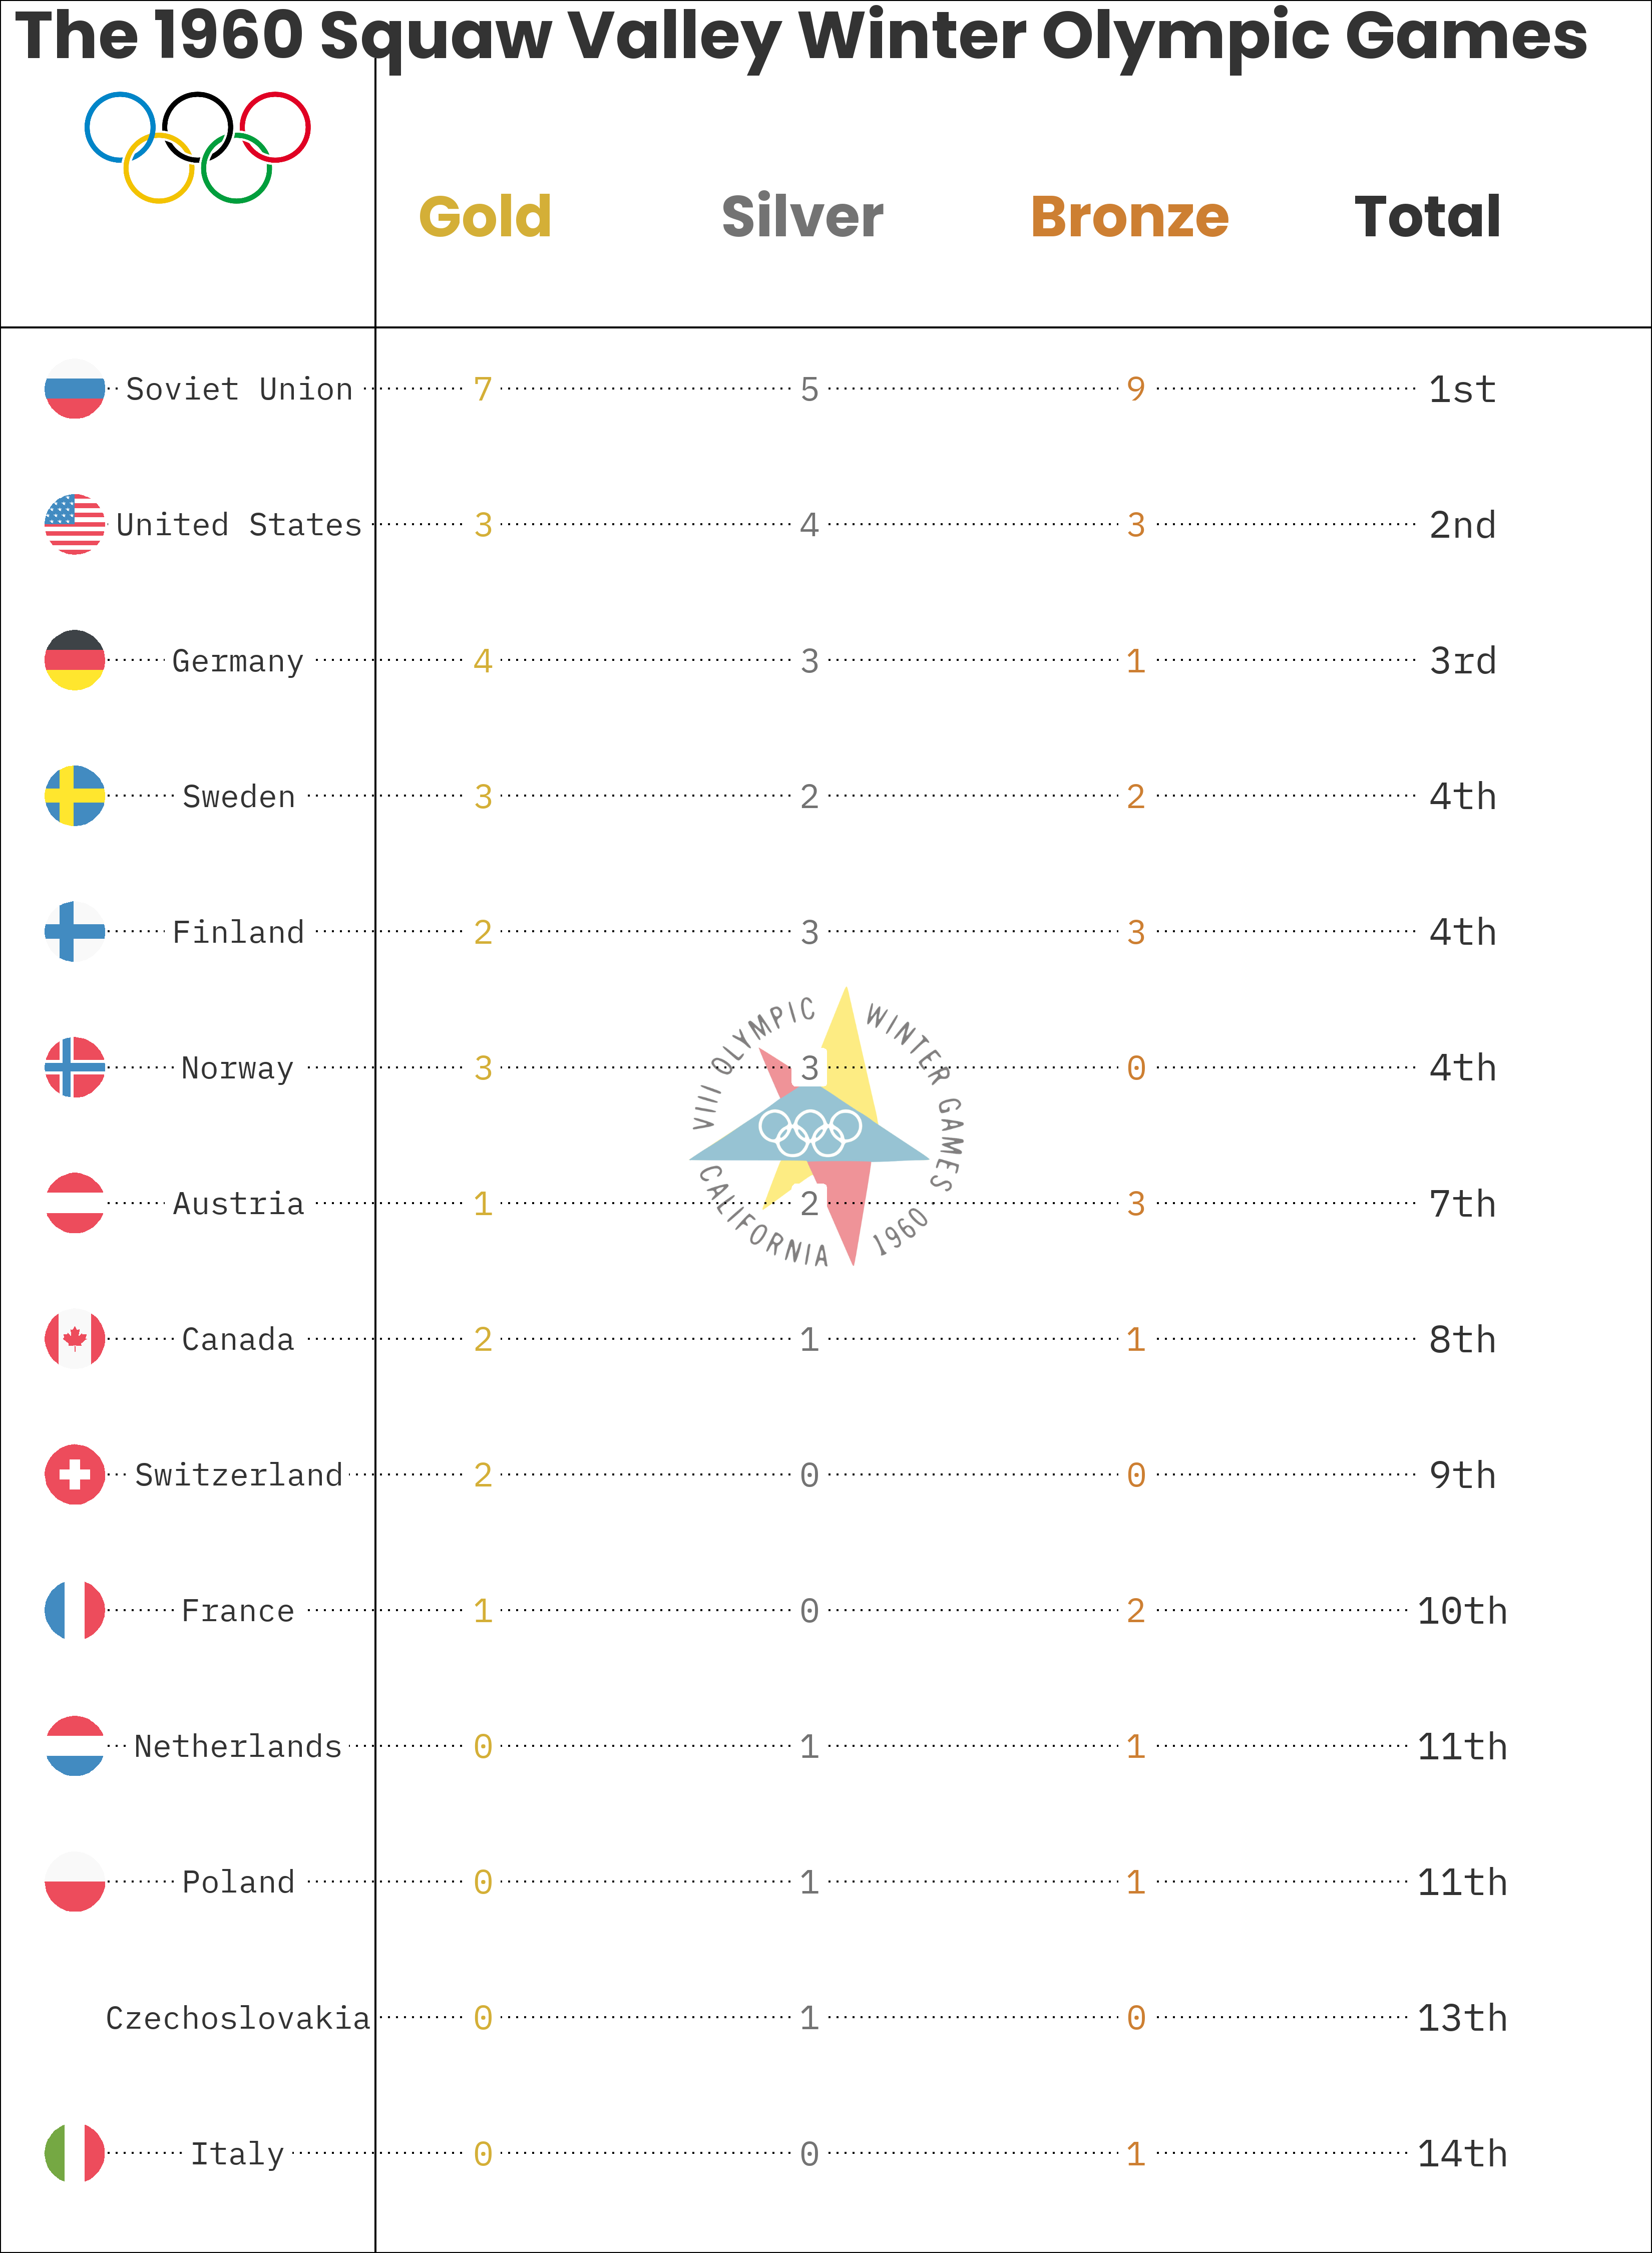 The 1960 Squaw Valley Winter Olympic Games
Gold Silver Bronze Total
Soviet Union 7 5 9 1st
United States 3 4 3 2nd
Germany 4 3 1 3rd
Sweden 3 2 2 4th
Finland 2 3 3 4th
VIII OLYMPIC WINTER GAMES
Norway 3 3 0 4th
CALIFORNIA 1960
Austria 1 2 3 7th
Canada 2 1 1 8th
Switzerland 2 0 0 9th
France 1 0 2 10th
Netherlands 0 1 1 11th
Poland 0 1 1 11th
Czechoslovakia 0 1 0 13th
Italy 0 0 1 14th